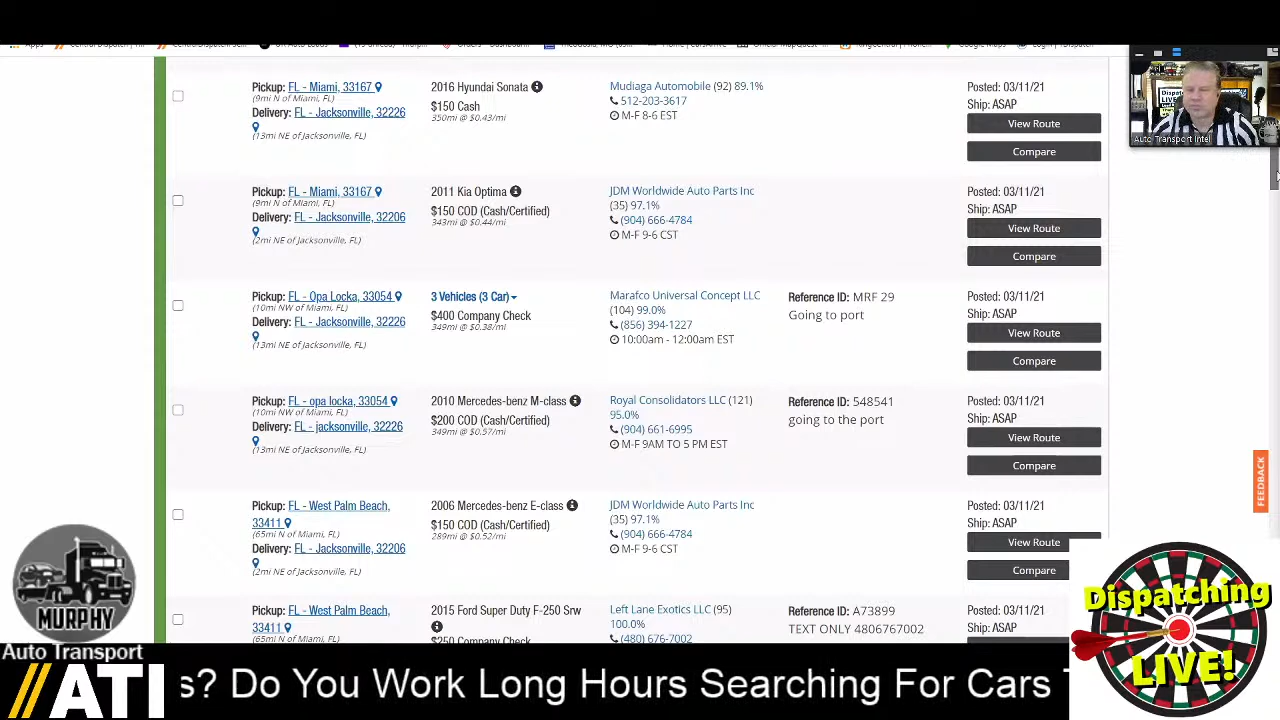 Apps
Pickup: FL - Miami, 33167
(9mi N of Miami, FL)
Delivery: FL - Jacksonville, 32226
(13mi NE of Jacksonville, FL)
2016 Hyundai Sonata
$150 Cash
350mi @ $0.43/mi
Mudiaga Automobile (92) 89.1%
512-203-3617
M-F 8-6 EST
Posted: 03/11/21
Ship: ASAP
View Route
Compare
Auto Transport Intel
Pickup: FL - Miami, 33167
(9mi N of Miami, FL)
Delivery: FL - Jacksonville, 32206
(2mi NE of Jacksonville, FL)
2011 Kia Optima
$150 COD (Cash/Certified)
343mi @ $0.44/mi
JDM Worldwide Auto Parts Inc
(35) 97.1%
(904) 666-4784
M-F 9-6 CST
Posted: 03/11/21
Ship: ASAP
View Route
Compare
Pickup: FL - Opa Locka, 33054
(10mi NW of Miami, FL)
Delivery: FL - Jacksonville, 32226
(13mi NE of Jacksonville, FL)
3 Vehicles (3 Car)
$400 Company Check
349mi @ $0.38/mi
Marafco Universal Concept LLC
(104) 99.0%
(856) 394-1227
10:00am - 12:00am EST
Reference ID: MRF 29
Going to port
Posted: 03/11/21
Ship: ASAP
View Route
Compare
Pickup: FL - opa locka, 33054
(10mi NW of Miami, FL)
Delivery: FL - jacksonville, 32226
(13mi NE of Jacksonville, FL)
2010 Mercedes-benz M-class
$200 COD (Cash/Certified)
349mi @ $0.57/mi
Royal Consolidators LLC (121)
95.0%
(904) 661-6995
M-F 9AM TO 5 PM EST
Reference ID: 548541
going to the port
Posted: 03/11/21
Ship: ASAP
View Route
Compare
FEEDBACK
Pickup: FL - West Palm Beach,
33411
(65mi N of Miami, FL)
Delivery: FL - Jacksonville, 32206
(2mi NE of Jacksonville, FL)
2006 Mercedes-benz E-class
$150 COD (Cash/Certified)
289mi @ $0.52/mi
JDM Worldwide Auto Parts Inc
(35) 97.1%
(904) 666-4784
M-F 9-6 CST
Posted: 03/11/21
Ship: ASAP
View Route
Compare
Pickup: FL - West Palm Beach,
33411
(65mi N of Miami, FL)
2015 Ford Super Duty F-250 Srw
$250 Company Check
Left Lane Exotics LLC (95)
100.0%
(480) 676-7002
Reference ID: A73899
TEXT ONLY 4806767002
Posted: 03/11/21
Ship: ASAP
MURPHY
Auto Transport
ATI
s? Do You Work Long Hours Searching For Cars
Dispatching
LIVE!